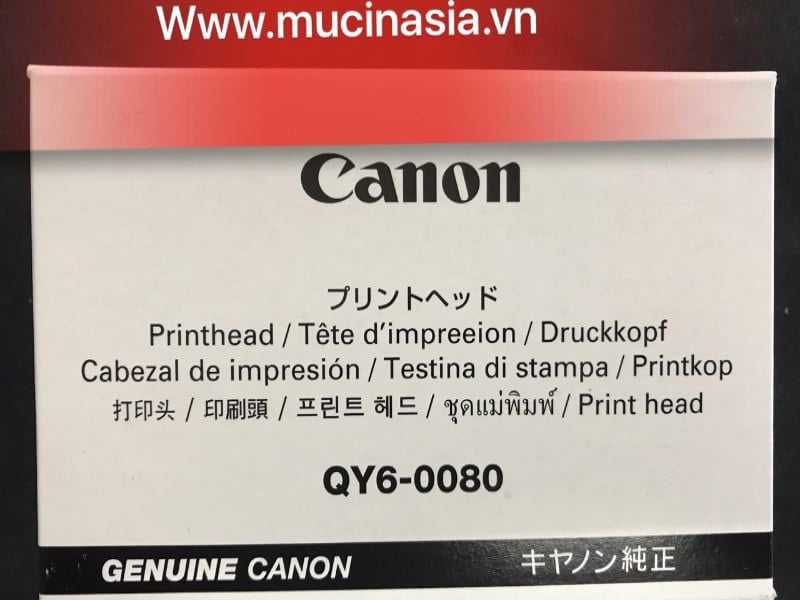 Www.mucinasia.vn
Canon
プリントヘッド
Printhead / Tête d'impreeion / Druckkopf
Cabezal de impresión / Testina di stampa / Printkop
打印头 / 印刷頭 / 프린트 헤드 / ชุดแม่พิมพ์ / Print head
QY6-0080
GENUINE CANON キヤノン純正